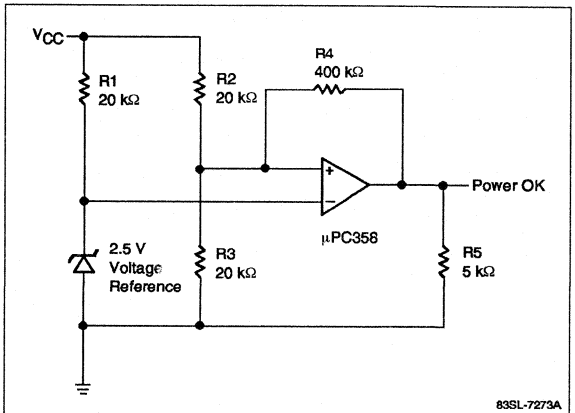 VCC
R1
20 kΩ
R2
20 kΩ
R4
400 kΩ
+
−
Power OK
µPC358
2.5 V
Voltage
Reference
R3
20 kΩ
R5
5 kΩ
83SL-7273A